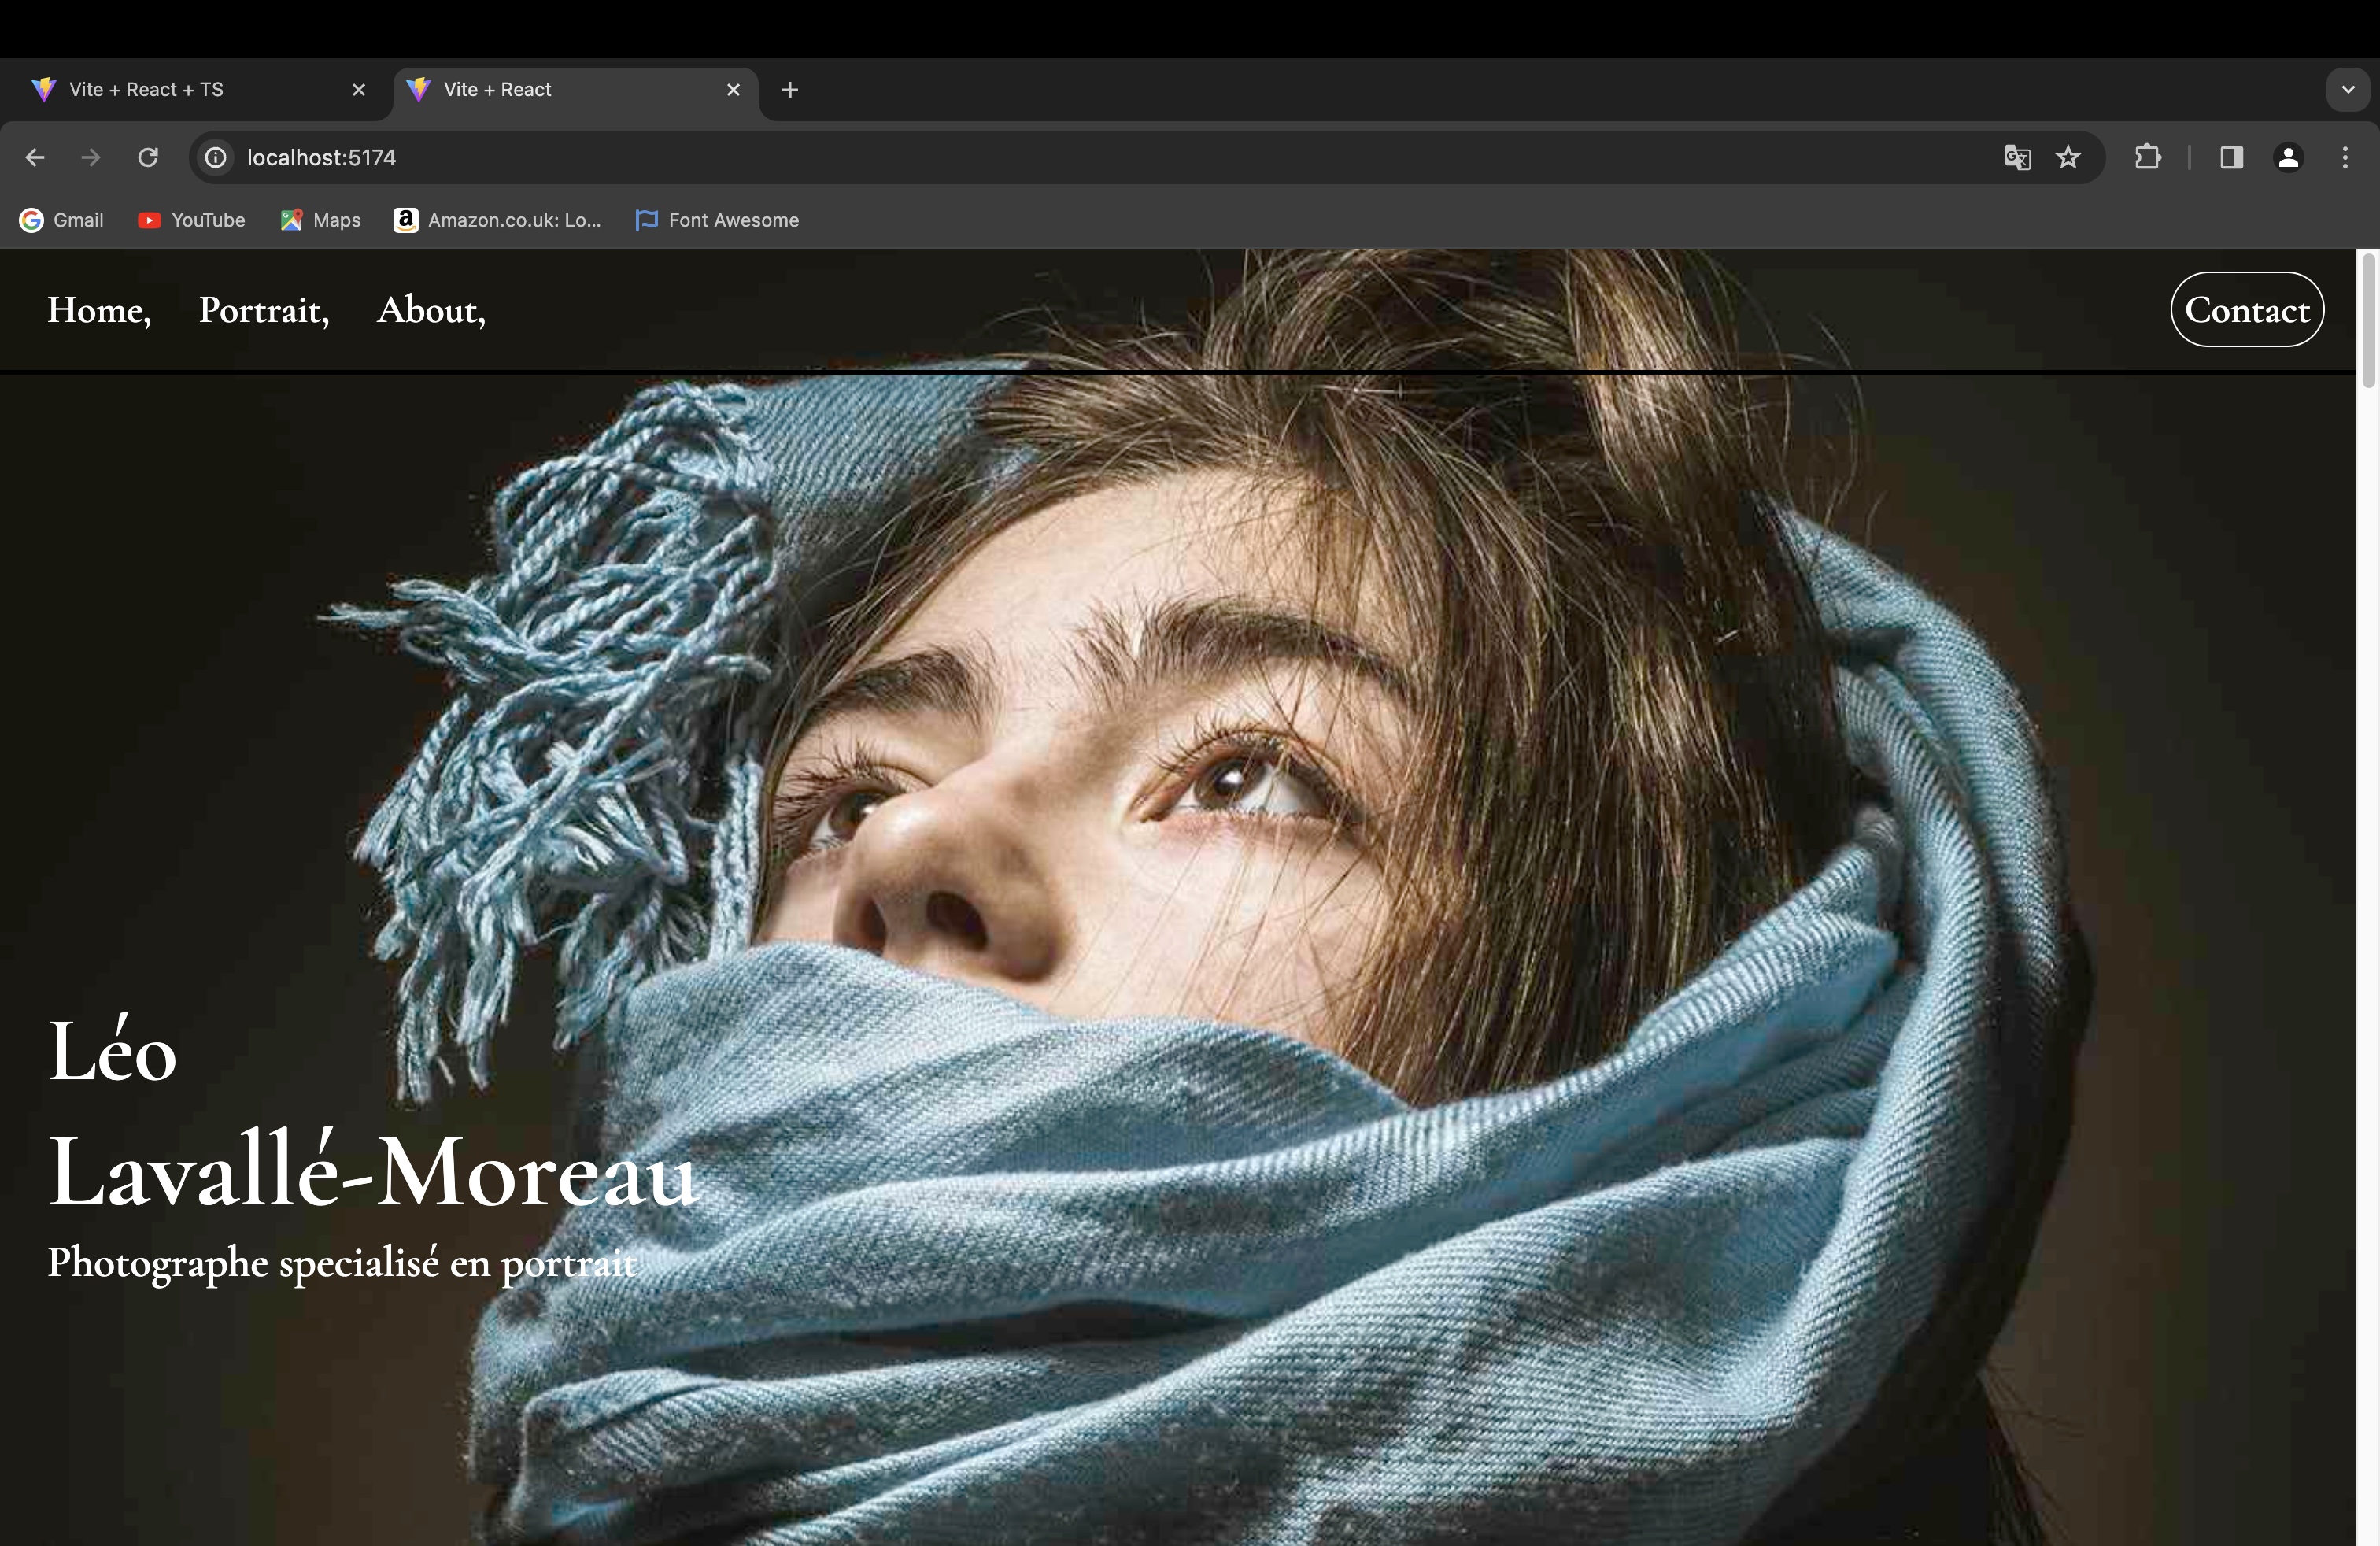 Vite + React + TS
Vite + React
localhost:5174
Gmail YouTube Maps Amazon.co.uk: Lo... Font Awesome
Home, Portrait, About, Contact
Léo
Lavallé-Moreau
Photographe specialisé en portrait